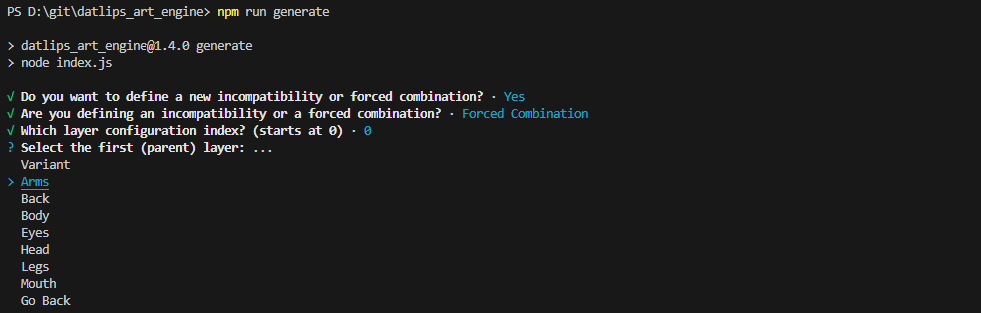 PS D:\git\datlips_art_engine> npm run generate
> datlips_art_engine@1.4.0 generate
> node index.js
√ Do you want to define a new incompatibility or forced combination? · Yes
√ Are you defining an incompatibility or a forced combination? · Forced Combination
√ Which layer configuration index? (starts at 0) · 0
? Select the first (parent) layer: ...
Variant
> Arms
Back
Body
Eyes
Head
Legs
Mouth
Go Back